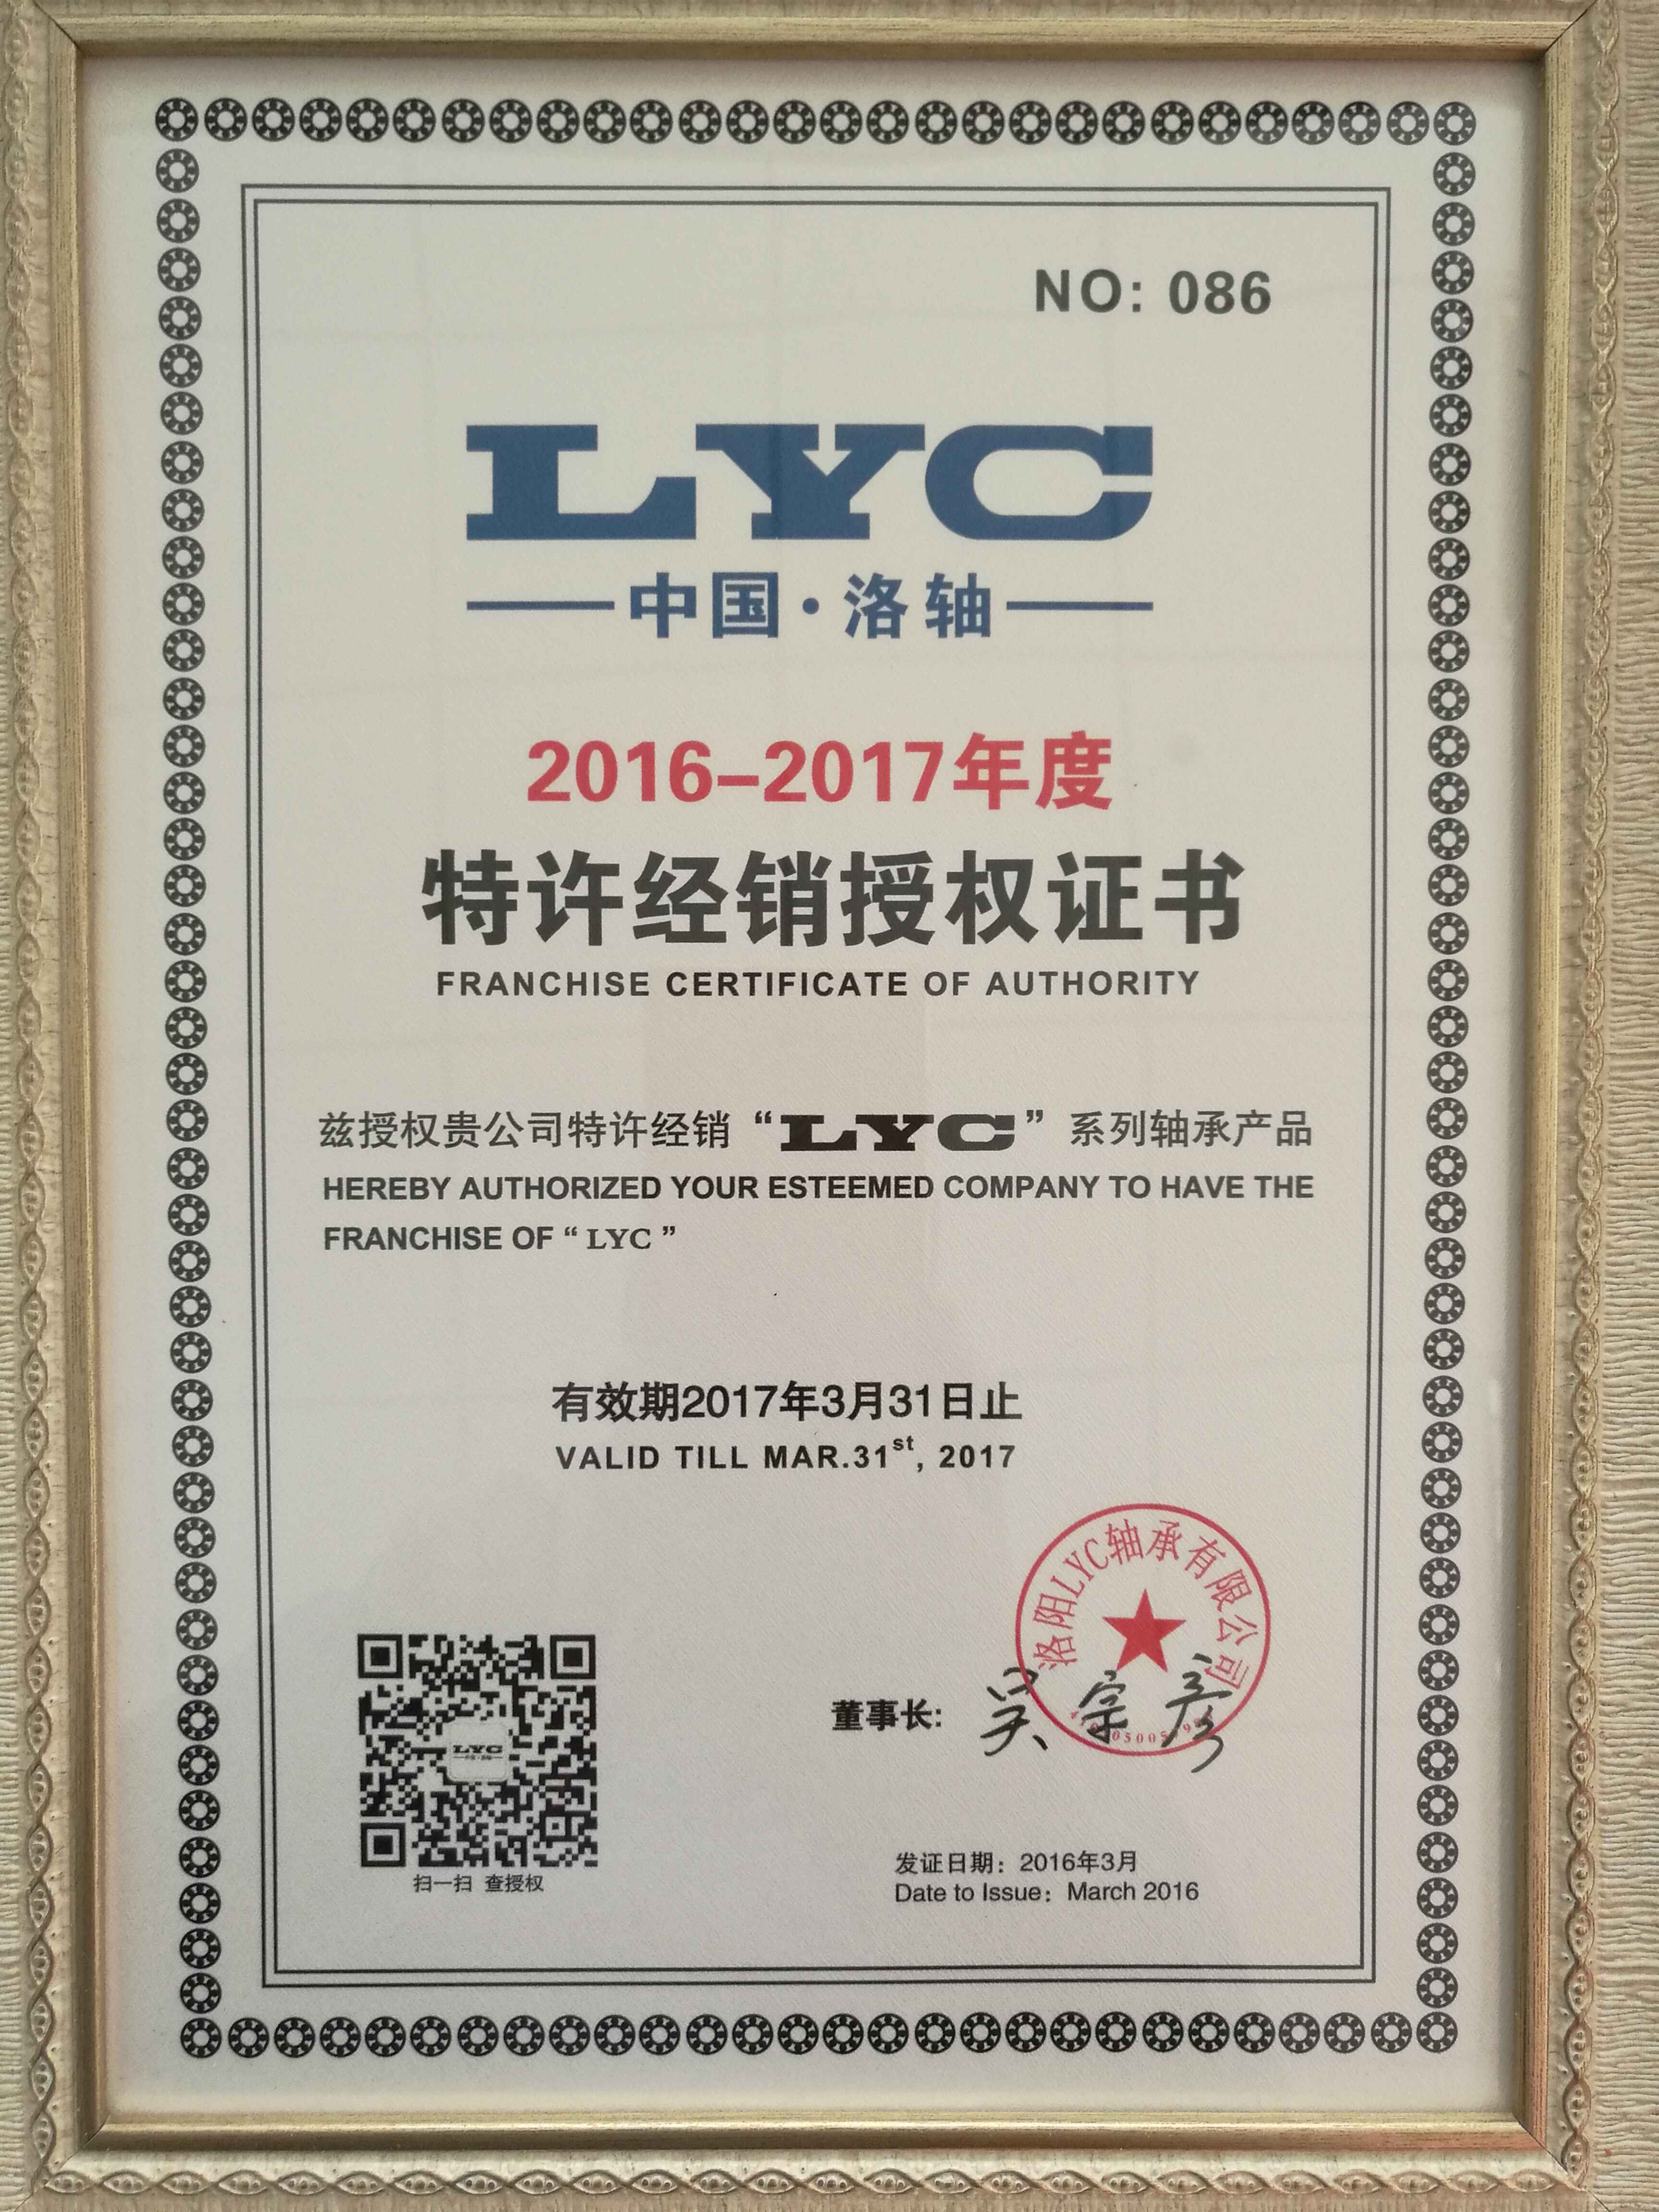 NO: 086
LYC
中国·洛轴
2016-2017年度
特许经销授权证书
FRANCHISE CERTIFICATE OF AUTHORITY
兹授权贵公司特许经销“LYC”系列轴承产品
HEREBY AUTHORIZED YOUR ESTEEMED COMPANY TO HAVE THE
FRANCHISE OF “LYC”
有效期2017年3月31日止
VALID TILL MAR.31st, 2017
洛阳LYC轴承有限公司
董事长: 吴宗彦
LYC
扫一扫 查授权
发证日期：2016年3月
Date to Issue：March 2016